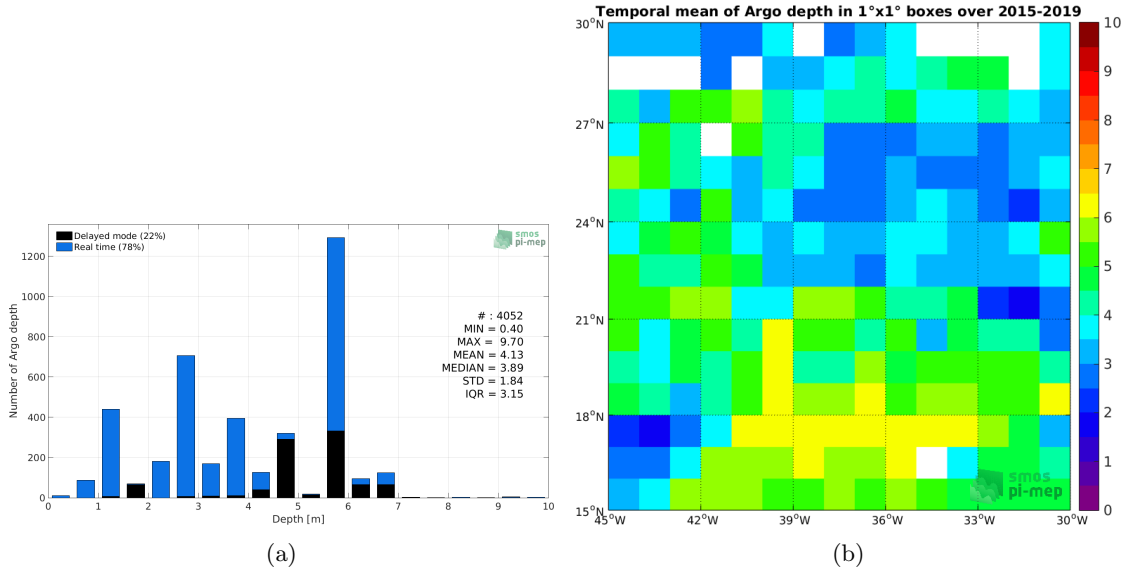 Delayed mode (22%)
Real time (78%)
smos
pi-mep
# : 4052
MIN = 0.40
MAX = 9.70
MEAN = 4.13
MEDIAN = 3.89
STD = 1.84
IQR = 3.15
Number of Argo depth
1200
1000
800
600
400
200
0
0 1 2 3 4 5 6 7 8 9 10
Depth [m]
(a)
Temporal mean of Argo depth in 1°x1° boxes over 2015-2019
30°N
27°N
24°N
21°N
18°N
15°N
45°W 42°W 39°W 36°W 33°W 30°W
smos
pi-mep
10
9
8
7
6
5
4
3
2
1
0
(b)